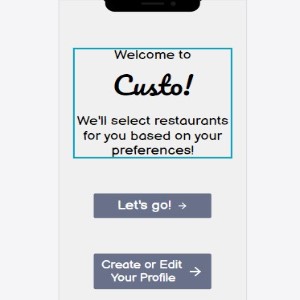 Welcome to
Custo!
We'll select restaurants
for you based on your
preferences!
Let's go! →
Create or Edit
Your Profile →